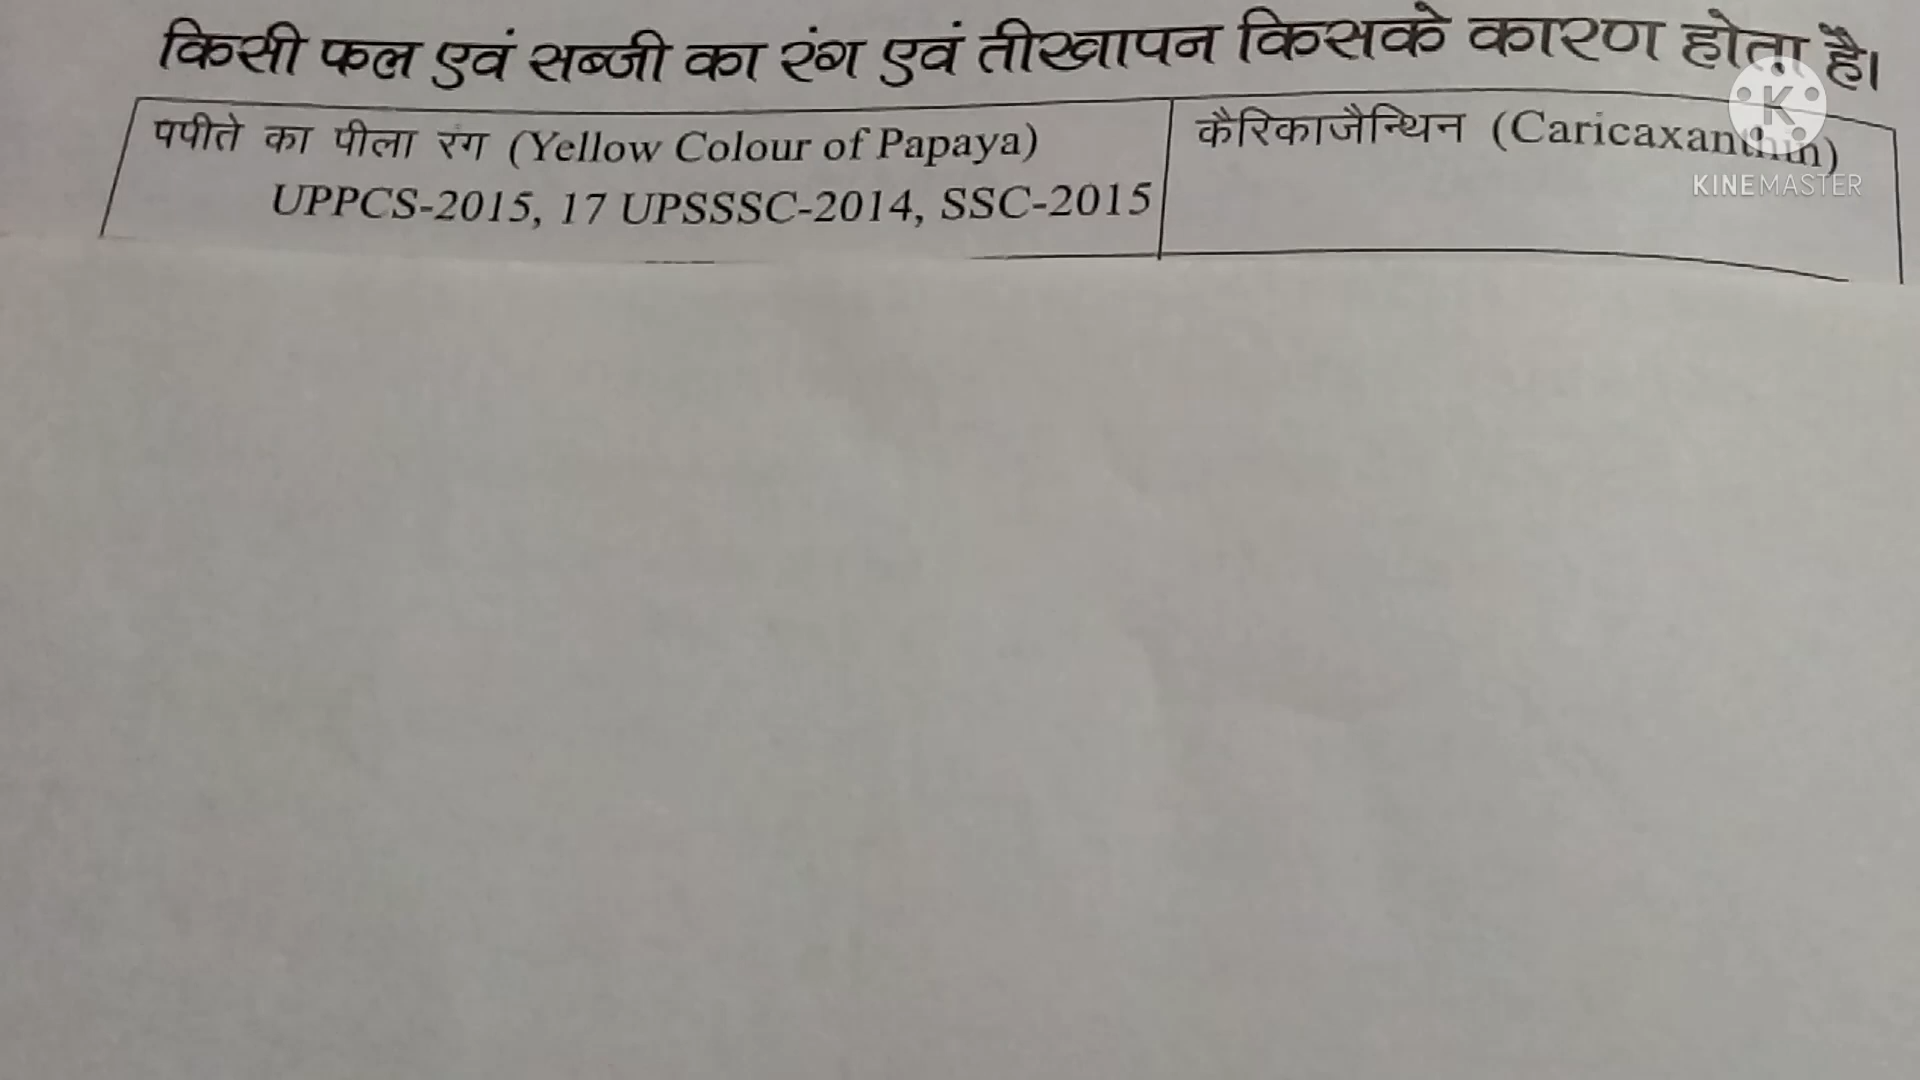 किसी फल एवं सब्जी का रंग एवं तीखापन किसके कारण होता है।
पपीते का पीला रंग (Yellow Colour of Papaya)
UPPCS-2015, 17 UPSSSC-2014, SSC-2015
कैरिकाजैन्थिन (Caricaxanthin)
K
KINEMASTER